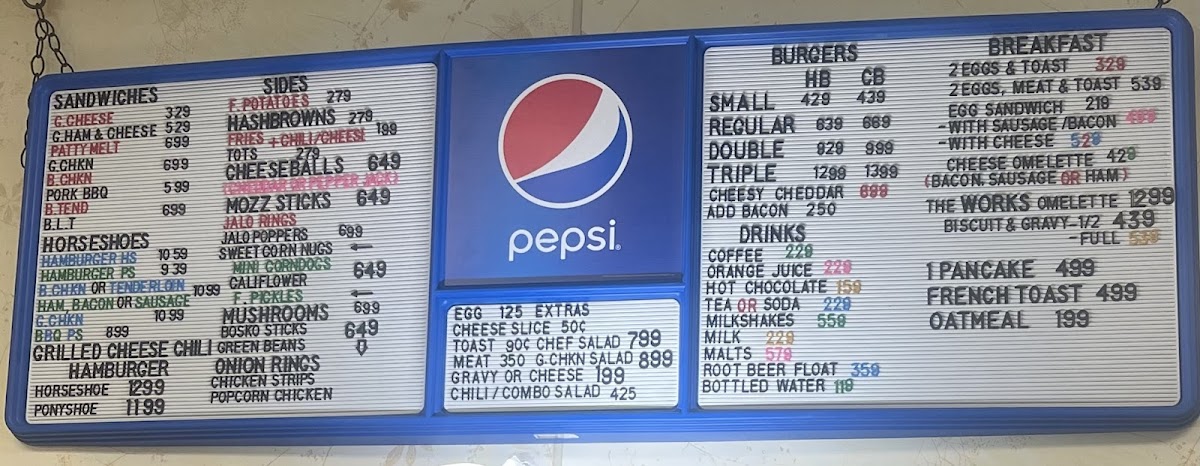 SANDWICHES
G.CHEESE 329
G.HAM & CHEESE 529
PATTY MELT 699
G.CHKN 699
B.CHKN
PORK BBQ 599
B.TEND 699
B.L.T
HORSESHOES
HAMBURGER HS 1059
HAMBURGER PS 939
B.CHKN OR TENDERLOIN 1099
HAM, BACON OR SAUSAGE
G.CHKN 1099
BBQ PS 899
GRILLED CHEESE CHILI
HAMBURGER
HORSESHOE 1299
PONYSHOE 1199
SIDES
F. POTATOES 279
HASHBROWNS 279
FRIES + CHILI/CHEESE 199
TOTS 279
CHEESEBALLS 649
(CHEDDAR OR PEPPER JACK)
MOZZ STICKS 649
JALO RINGS
JALO POPPERS 699
SWEET CORN NUGS ←
MINI CORNDOGS
CALIFLOWER 649
F. PICKLES ←
MUSHROOMS 699
BOSKO STICKS 649
GREEN BEANS
ONION RINGS
CHICKEN STRIPS
POPCORN CHICKEN
pepsi
EGG 125 EXTRAS
CHEESE SLICE 50¢
TOAST 90¢ CHEF SALAD 799
MEAT 350 G.CHKN SALAD 899
GRAVY OR CHEESE 199
CHILI / COMBO SALAD 425
BURGERS
HB CB
SMALL 429 439
REGULAR 639 669
DOUBLE 929 999
TRIPLE 1299 1399
CHEESY CHEDDAR 699
ADD BACON 250
DRINKS
COFFEE 229
ORANGE JUICE 229
HOT CHOCOLATE 159
TEA OR SODA 229
MILKSHAKES 559
MILK 229
MALTS 579
ROOT BEER FLOAT 359
BOTTLED WATER 119
BREAKFAST
2 EGGS & TOAST 329
2 EGGS, MEAT & TOAST 539
EGG SANDWICH 219
-WITH SAUSAGE /BACON 499
-WITH CHEESE 529
CHEESE OMELETTE 429
(BACON, SAUSAGE OR HAM)
THE WORKS OMELETTE 1299
BISCUIT & GRAVY-1/2 439
-FULL 539
1 PANCAKE 499
FRENCH TOAST 499
OATMEAL 199